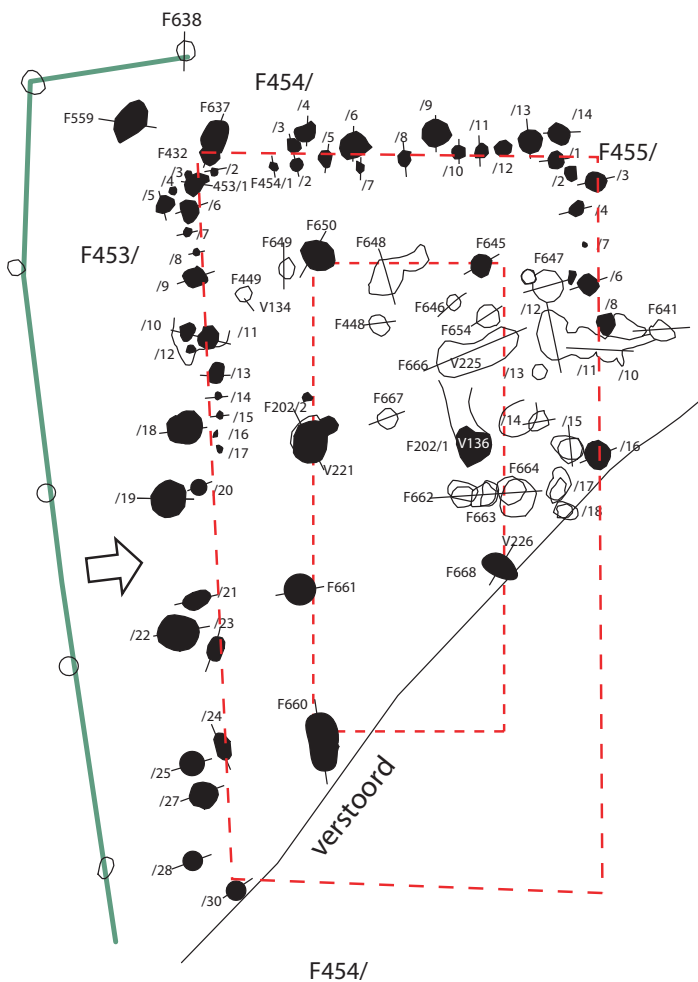 F638
F454/
F559
F637
/4
/3
/6
/5
/9
/8
/11
/10
/13
/12
/14
F455/
F432
/3
/2
/4
453/1
F454/1
/2
/7
/1
/2
/3
/5
/6
/4
/7
F453/
/8
F650
F649
F648
F645
F647
/7
/9
F449
V134
F646
/6
/12
/8
F641
/10
/11
F448
F654
/12
F666
V225
/11
/10
/13
/13
/14
F202/2
F667
/15
/14
/15
/18
/16
F202/1
V136
/16
/17
V221
/19
/20
F662
F664
F663
/17
/18
V226
F668
/21
F661
/22
/23
F660
/24
/25
/27
verstoord
/28
/30
F454/